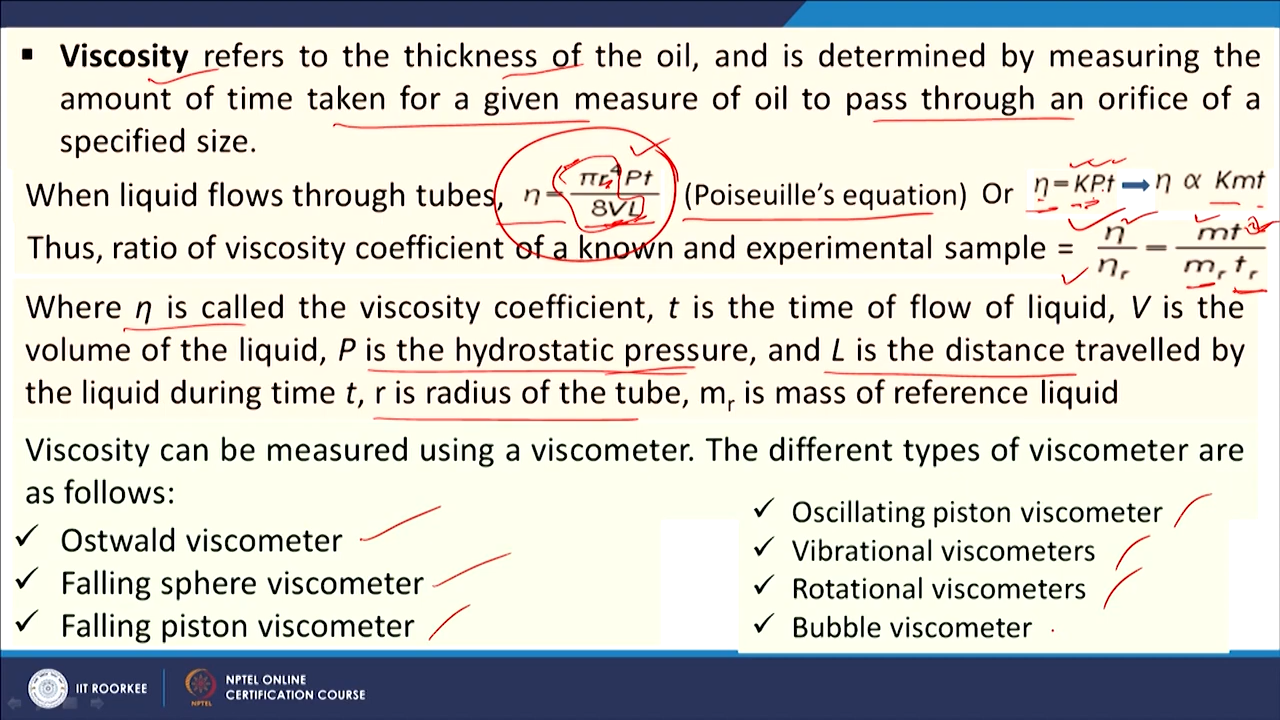 ▪ Viscosity refers to the thickness of the oil, and is determined by measuring the
amount of time taken for a given measure of oil to pass through an orifice of a
specified size.
When liquid flows through tubes, η = πr⁴Pt / 8VL (Poiseuille's equation) Or η = KPt ➡ η ∝ Kmt
Thus, ratio of viscosity coefficient of a known and experimental sample = η/ηᵣ = mt / mᵣtᵣ
Where η is called the viscosity coefficient, t is the time of flow of liquid, V is the
volume of the liquid, P is the hydrostatic pressure, and L is the distance travelled by
the liquid during time t, r is radius of the tube, mᵣ is mass of reference liquid
Viscosity can be measured using a viscometer. The different types of viscometer are
as follows:
✓ Ostwald viscometer
✓ Falling sphere viscometer
✓ Falling piston viscometer
✓ Oscillating piston viscometer
✓ Vibrational viscometers
✓ Rotational viscometers
✓ Bubble viscometer
IIT ROORKEE
NPTEL
NPTEL ONLINE
CERTIFICATION COURSE